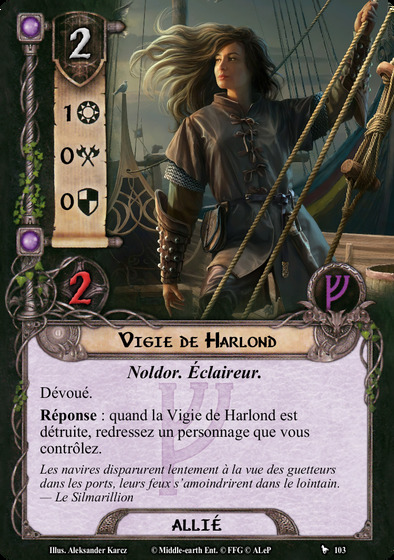 2
1
0
0
2
Vigie de Harlond
Noldor. Éclaireur.
Dévoué.
Réponse : quand la Vigie de Harlond est
détruite, redressez un personnage que vous
contrôlez.
Les navires disparurent lentement à la vue des guetteurs
dans les ports, leurs feux s’amoindrirent dans le lointain.
— Le Silmarillion
ALLIÉ
Illus. Aleksander Karcz © Middle-earth Ent. © FFG © ALeP 103